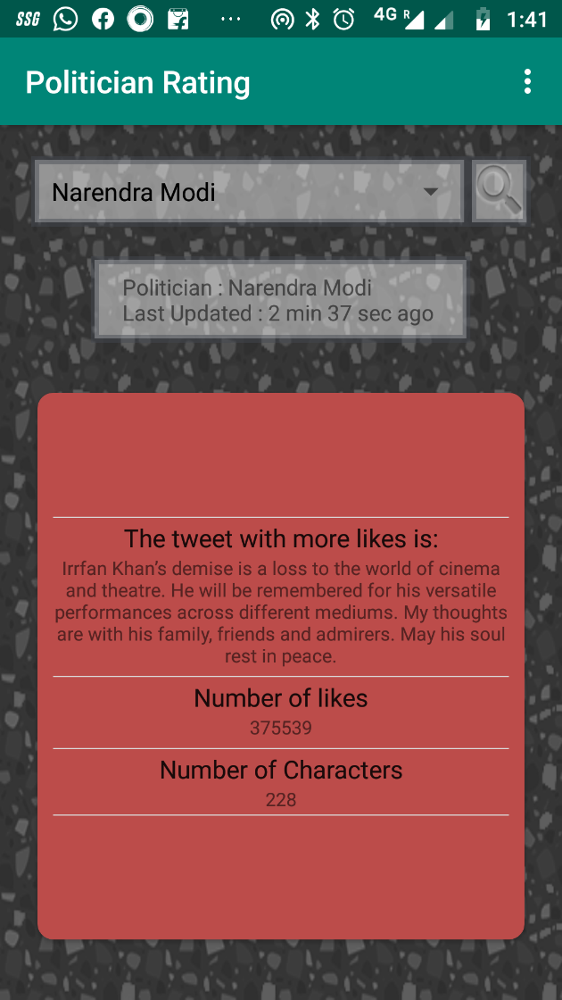 SSG 4G R 1:41
Politician Rating
Narendra Modi
Politician : Narendra Modi
Last Updated : 2 min 37 sec ago
The tweet with more likes is:
Irrfan Khan’s demise is a loss to the world of cinema
and theatre. He will be remembered for his versatile
performances across different mediums. My thoughts
are with his family, friends and admirers. May his soul
rest in peace.
Number of likes
375539
Number of Characters
228